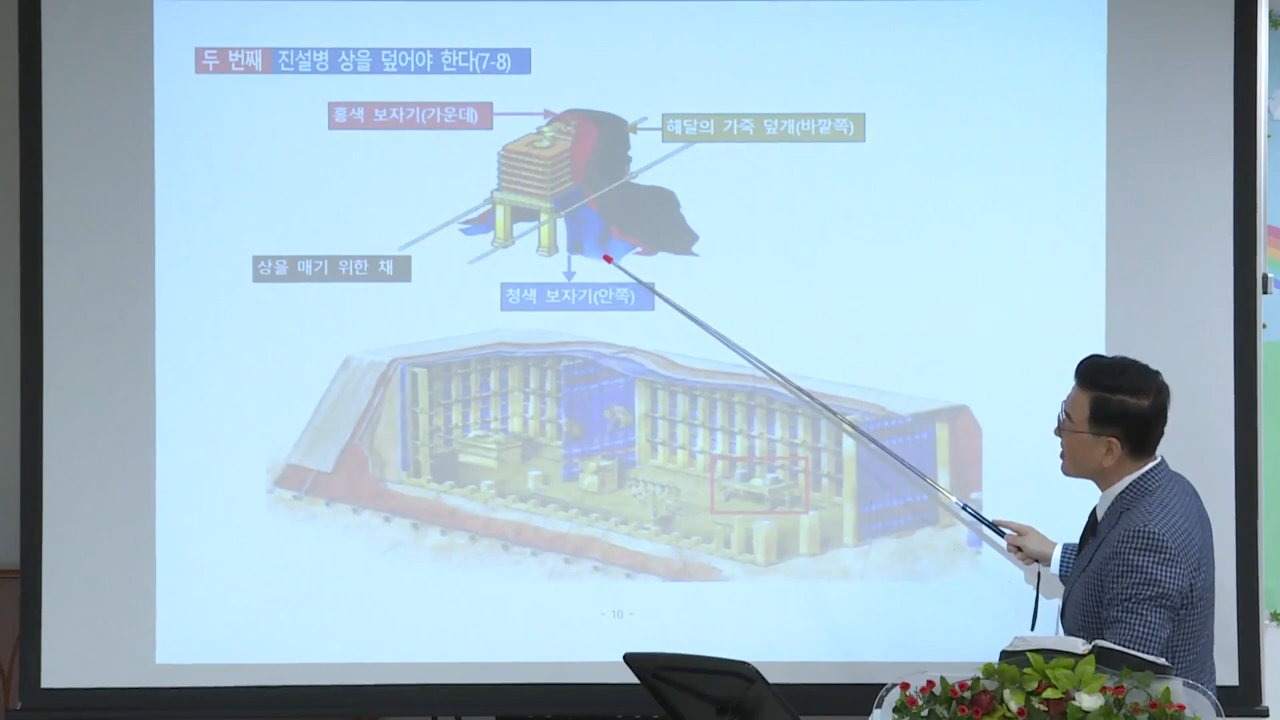 두 번째 진설병 상을 덮어야 한다(7-8)
홍색 보자기(가운데)
해달의 가죽 덮개(바깥쪽)
상을 매기 위한 채
청색 보자기(안쪽)
- 10 -